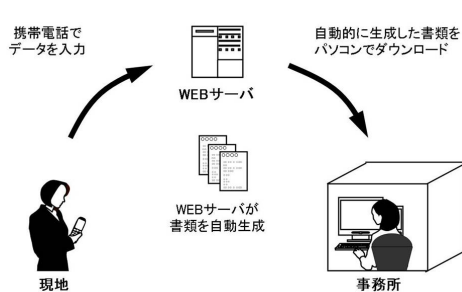 携帯電話で
データを入力
自動的に生成した書類を
パソコンでダウンロード
WEBサーバ
WEBサーバが
書類を自動生成
現地
事務所